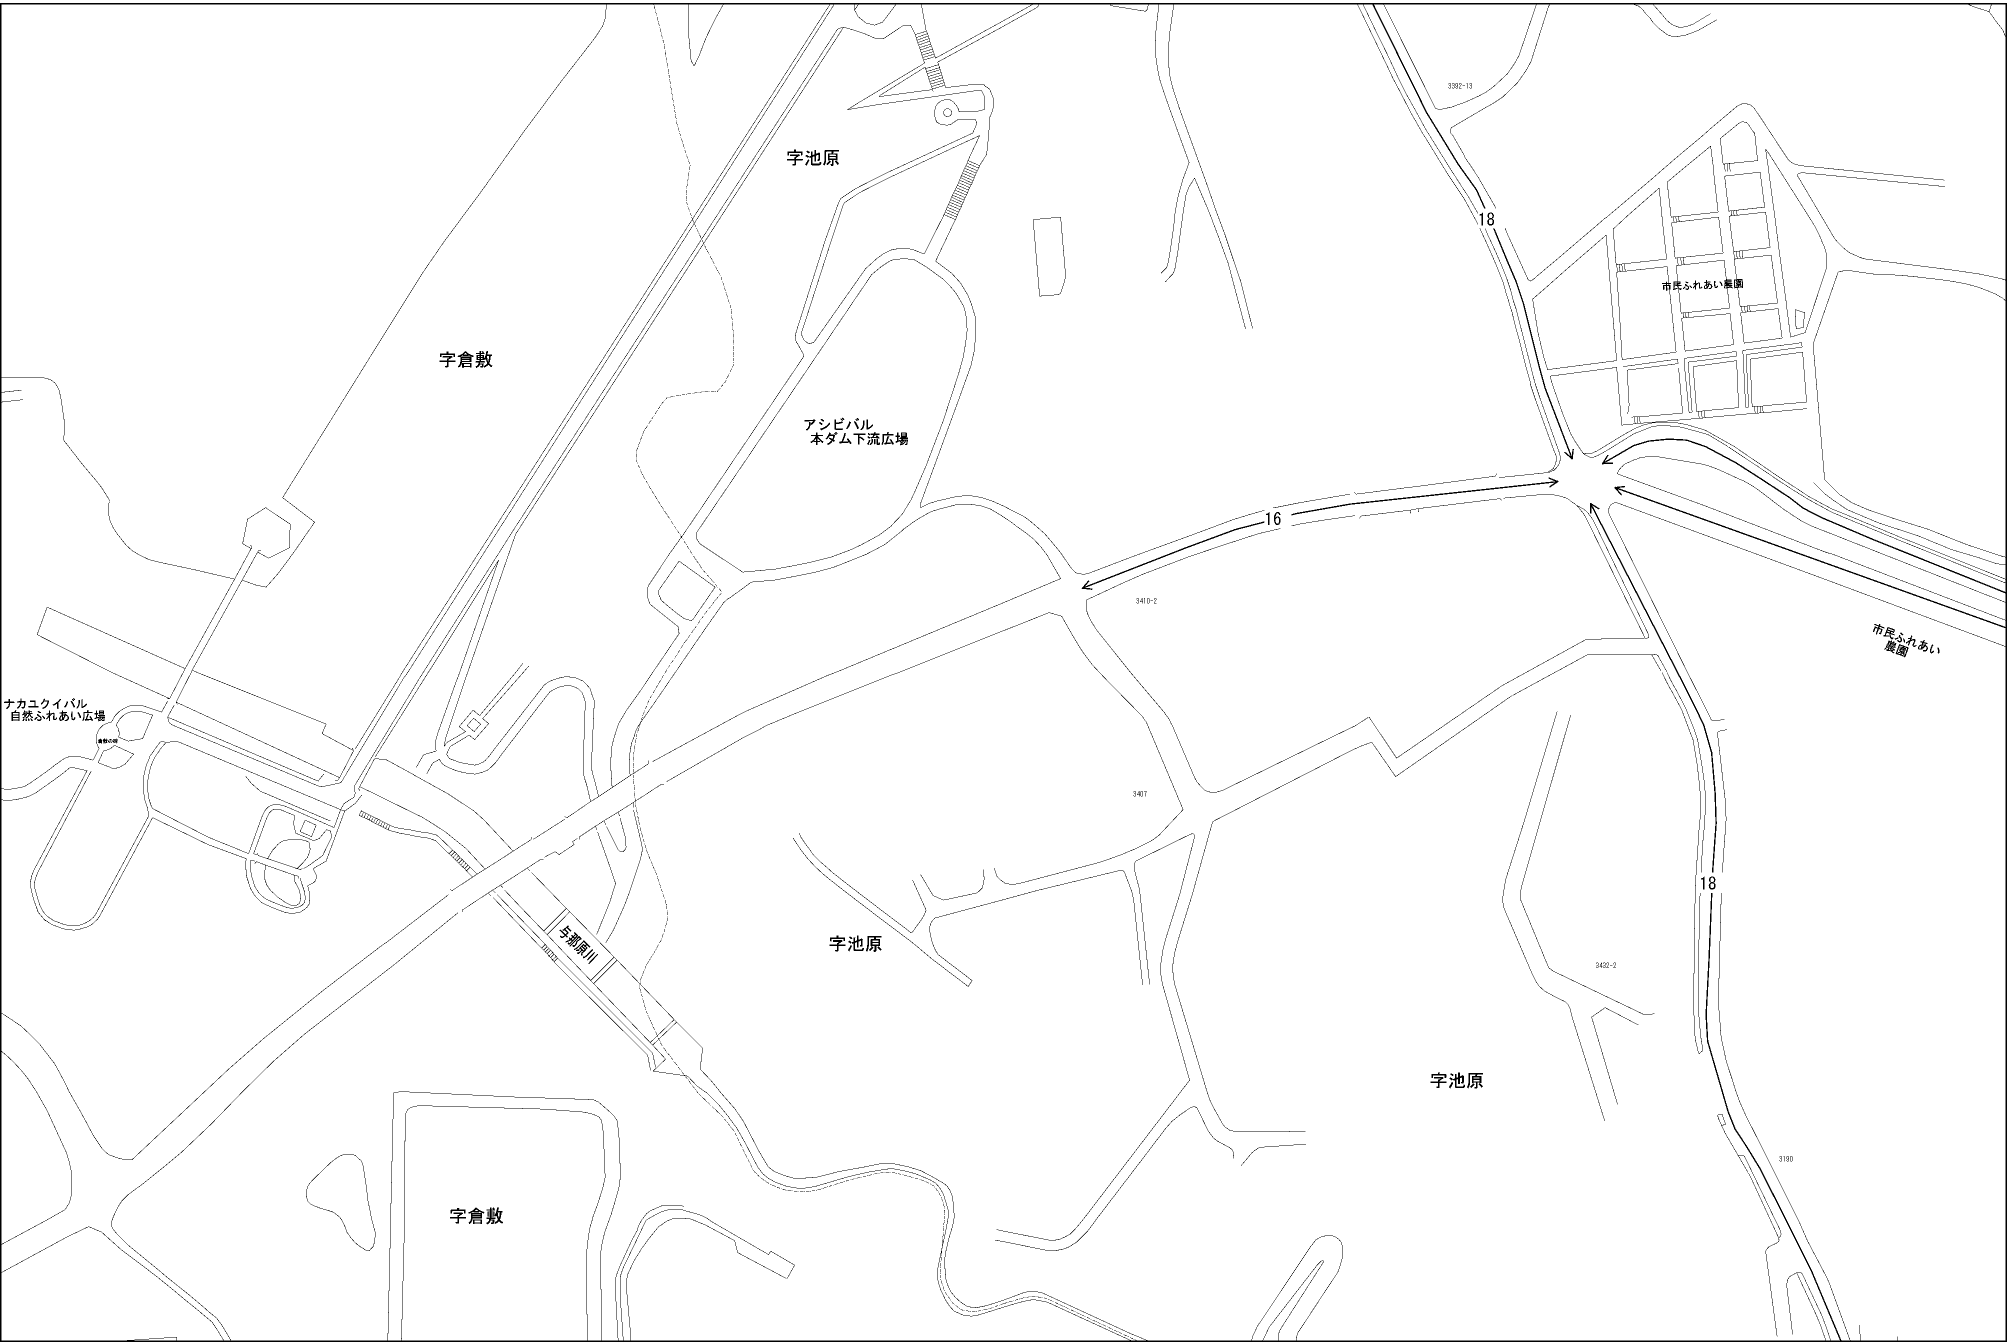 3392-13
字池原
18
市民ふれあい農園
字倉敷
アシビバル
本ダム下流広場
16
3410-2
市民ふれあい
農園
ナカユクイバル
自然ふれあい広場
3407
18
与那原川
字池原
3432-2
字池原
3190
字倉敷